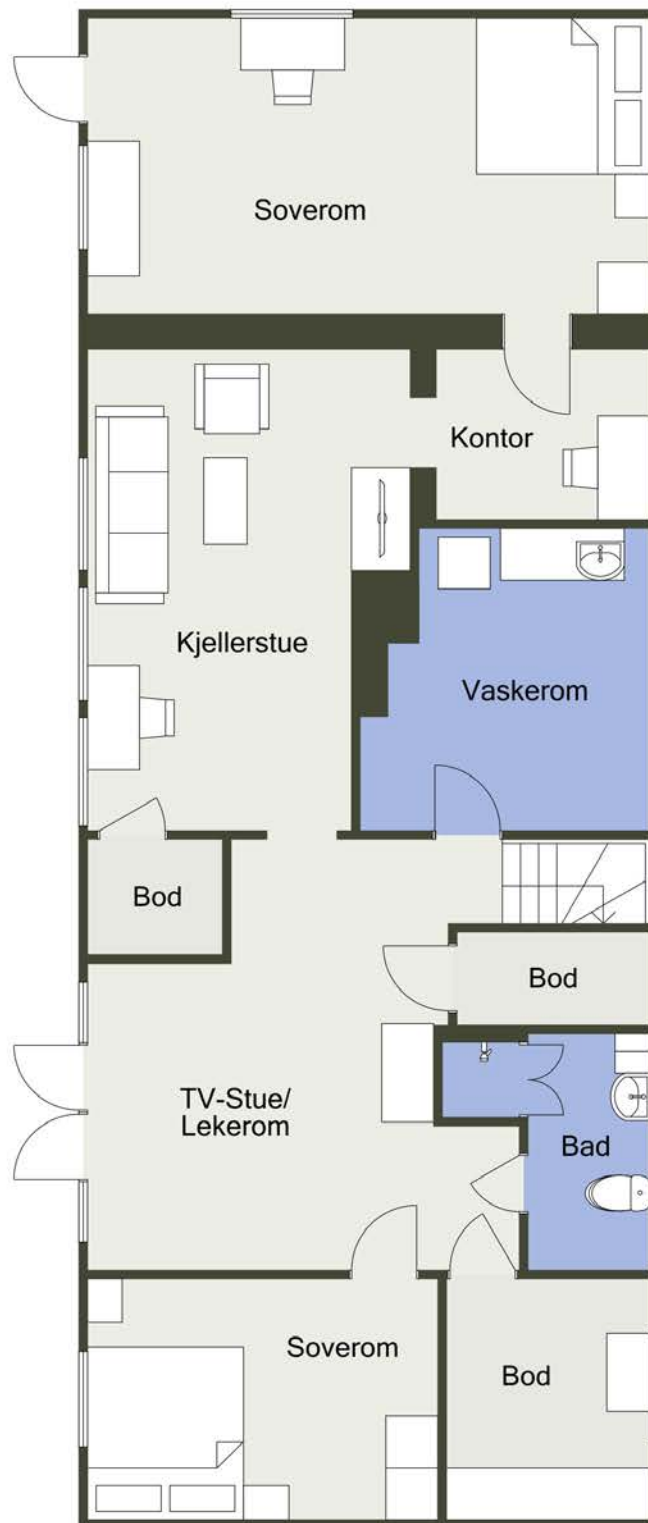 Soverom
Kontor
Kjellerstue
Vaskerom
Bod
Bod
TV-Stue/
Lekerom
Bad
Soverom
Bod